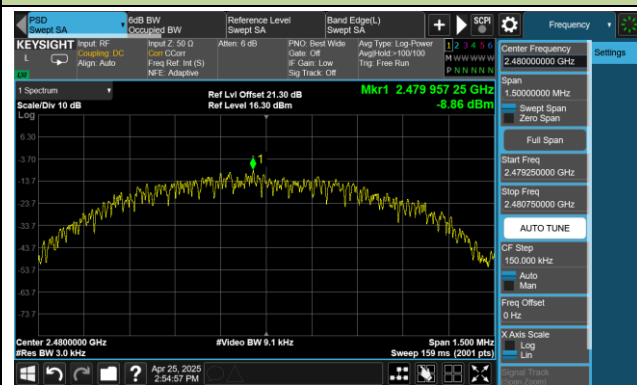 PSD
Swept SA
6dB BW
Occupied BW
Reference Level
Swept SA
Band Edge(L)
Swept SA
SCPI
Frequency
KEYSIGHT
L
Input: RF
Coupling: DC
Align: Auto
Input Z: 50 Ω
Corr CCorr
Freq Ref: Int (S)
NFE: Adaptive
Atten: 6 dB
PNO: Best Wide
Gate: Off
IF Gain: Low
Sig Track: Off
Avg Type: Log-Power
Avg|Hold:>100/100
Trig: Free Run
1 2 3 4 5 6
M W W W W W
P N N N N N
1 Spectrum
Scale/Div 10 dB
Ref Lvl Offset 21.30 dB
Ref Level 16.30 dBm
Mkr1 2.479 957 25 GHz
-8.86 dBm
Log
6.30
-3.70
-13.7
-23.7
-33.7
-43.7
-53.7
-63.7
-73.7
1
Center 2.4800000 GHz
#Res BW 3.0 kHz
#Video BW 9.1 kHz
Span 1.500 MHz
Sweep 159 ms (2001 pts)
Apr 25, 2025
2:54:57 PM
Center Frequency
2.480000000 GHz
Span
1.50000000 MHz
Swept Span
Zero Span
Full Span
Start Freq
2.479250000 GHz
Stop Freq
2.480750000 GHz
AUTO TUNE
CF Step
150.000 kHz
Auto
Man
Freq Offset
0 Hz
X Axis Scale
Log
Lin
Signal Track
(Span Zoom)
Settings